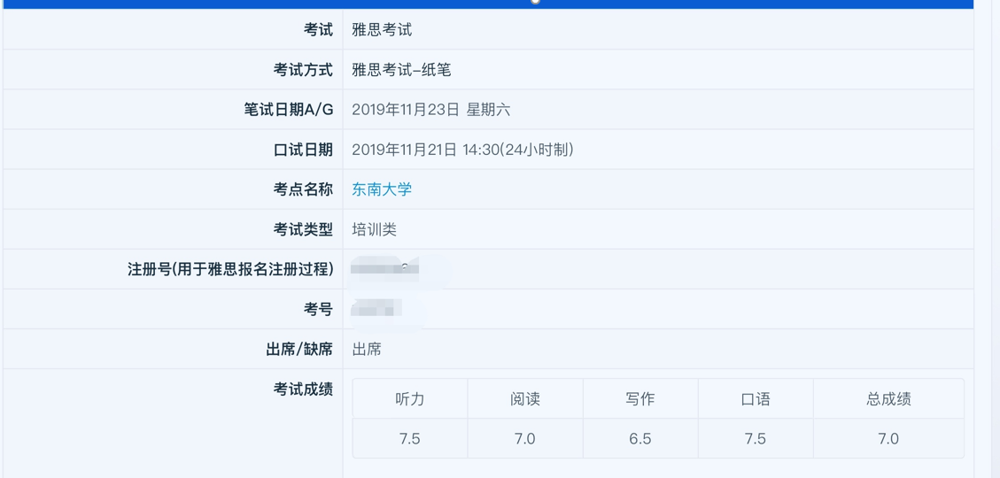 考试 雅思考试
考试方式 雅思考试-纸笔
笔试日期A/G 2019年11月23日 星期六
口试日期 2019年11月21日 14:30(24小时制)
考点名称 东南大学
考试类型 培训类
注册号(用于雅思报名注册过程)
考号
出席/缺席 出席
考试成绩
听力 阅读 写作 口语 总成绩
7.5 7.0 6.5 7.5 7.0